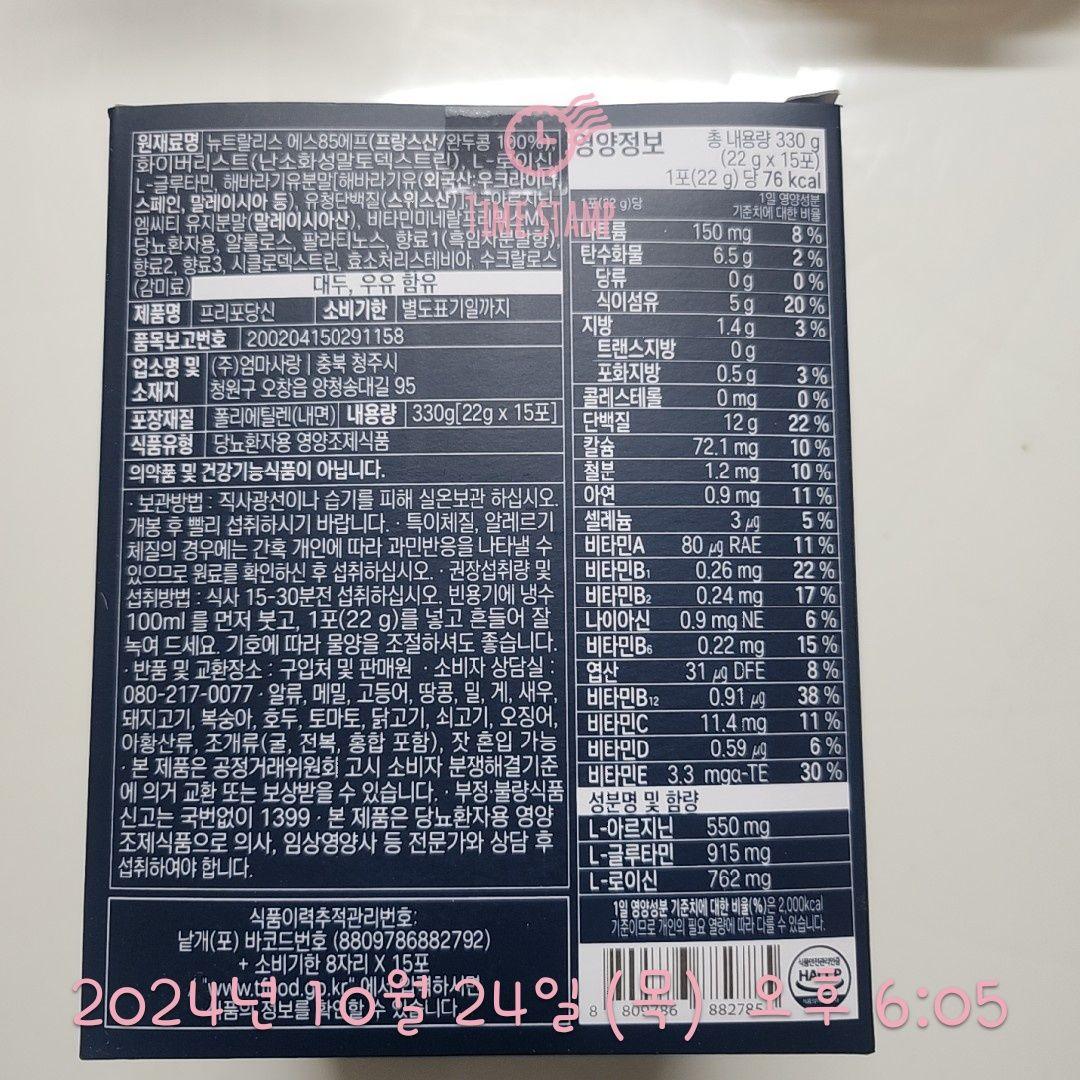 원재료명 뉴트랄리스 에스85에프(프랑스산/완두콩 100%),
화이버리스트(난소화성말토덱스트린), L-로이신,
L-글루타민, 해바라기유분말[해바라기유(외국산:우크라이나,
스페인, 말레이시아 등), 유청단백질(스위스산)],
엠씨티 유지분말(말레이시아산), 비타민미네랄
당뇨환자용, 알룰로스, 팔라티노스, 향료1(흑임자분말향),
향료2, 향료3, 시클로덱스트린, 효소처리스테비아, 수크랄로스
(감미료) 대두, 우유 함유
제품명 프리포당신 소비기한 별도표기일까지
품목보고번호 200204150291158
업소명 및 소재지 (주)엄마사랑 | 충북 청주시
청원구 오창읍 양청송대길 95
포장재질 폴리에틸렌(내면) 내용량 330g[22g x 15포]
식품유형 당뇨환자용 영양조제식품
의약품 및 건강기능식품이 아닙니다.
· 보관방법 : 직사광선이나 습기를 피해 실온보관 하십시오.
개봉 후 빨리 섭취하시기 바랍니다. · 특이체질, 알레르기
체질의 경우에는 간혹 개인에 따라 과민반응을 나타낼 수
있으므로 원료를 확인하신 후 섭취하십시오. · 권장섭취량 및
섭취방법 : 식사 15-30분전 섭취하십시오. 빈용기에 냉수
100ml 를 먼저 붓고, 1포(22 g)를 넣고 흔들어 잘
녹여 드세요. 기호에 따라 물양을 조절하셔도 좋습니다.
· 반품 및 교환장소 : 구입처 및 판매원 · 소비자 상담실 :
080-217-0077 · 알류, 메밀, 고등어, 땅콩, 밀, 게, 새우,
돼지고기, 복숭아, 호두, 토마토, 닭고기, 쇠고기, 오징어,
아황산류, 조개류(굴, 전복, 홍합 포함), 잣 혼입 가능
· 본 제품은 공정거래위원회 고시 소비자 분쟁해결기준
에 의거 교환 또는 보상받을 수 있습니다. · 부정·불량식품
신고는 국번없이 1399 · 본 제품은 당뇨환자용 영양
조제식품으로 의사, 임상영양사 등 전문가와 상담 후
섭취하여야 합니다.
식품이력추적관리번호:
낱개(포) 바코드번호 (8809786882792)
+ 소비기한 8자리 X 15포
"www.tfood.go.kr" 에서
품의 정보를 확인할 수 있습니다.
영양정보 총 내용량 330 g
(22 g x 15포)
1포(22 g) 당 76 kcal
1포(22 g)당 1일 영양성분
기준치에 대한 비율
150 mg 8 %
탄수화물 6.5 g 2 %
당류 0 g 0 %
식이섬유 5 g 20 %
지방 1.4 g 3 %
트랜스지방 0 g
포화지방 0.5 g 3 %
콜레스테롤 0 mg 0 %
단백질 12 g 22 %
칼슘 72.1 mg 10 %
철분 1.2 mg 10 %
아연 0.9 mg 11 %
셀레늄 3 μg 5 %
비타민A 80 μg RAE 11 %
비타민B1 0.26 mg 22 %
비타민B2 0.24 mg 17 %
나이아신 0.9 mg NE 6 %
비타민B6 0.22 mg 15 %
엽산 31 μg DFE 8 %
비타민B12 0.91 μg 38 %
비타민C 11.4 mg 11 %
비타민D 0.59 μg 6 %
비타민E 3.3 mgα-TE 30 %
성분명 및 함량
L-아르지닌 550 mg
L-글루타민 915 mg
L-로이신 762 mg
1일 영양성분 기준치에 대한 비율(%)은 2,000kcal
기준이므로 개인의 필요 열량에 따라 다를 수 있습니다.
식품안전관리인증
HACCP
TIME STAMP
2024년 10월 24일 (목) 오후 6:05